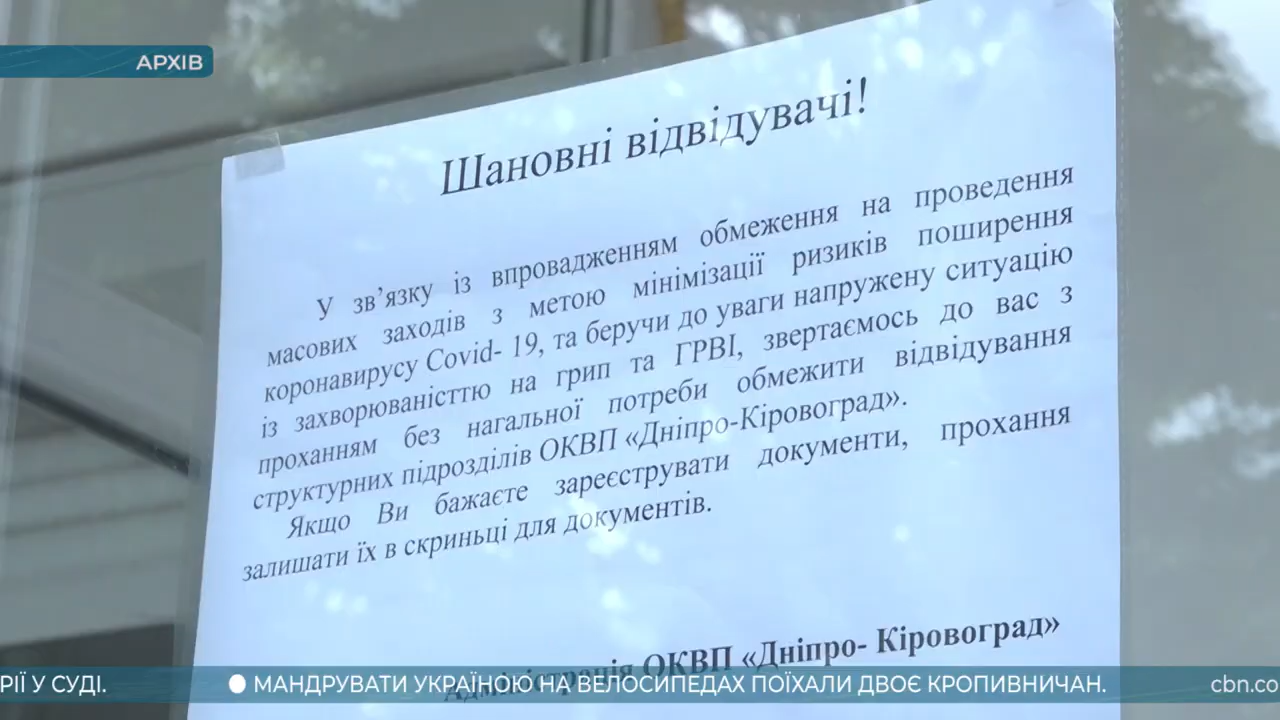 АРХІВ
Шановні відвідувачі!
У зв’язку із впровадженням обмеження на проведення
масових заходів з метою мінімізації ризиків поширення
коронавирусу Covid- 19, та беручи до уваги напружену ситуацію
із захворюваністтю на грип та ГРВІ, звертаємось до вас з
проханням без нагальної потреби обмежити відвідування
структурних підрозділів ОКВП «Дніпро-Кіровоград».
Якщо Ви бажаєте зареєструвати документи, прохання
залишати їх в скриньці для документів.
Адміністрація ОКВП «Дніпро- Кіровоград»
РІЇ У СУДІ. МАНДРУВАТИ УКРАЇНОЮ НА ВЕЛОСИПЕДАХ ПОЇХАЛИ ДВОЄ КРОПИВНИЧАН. cbn.co